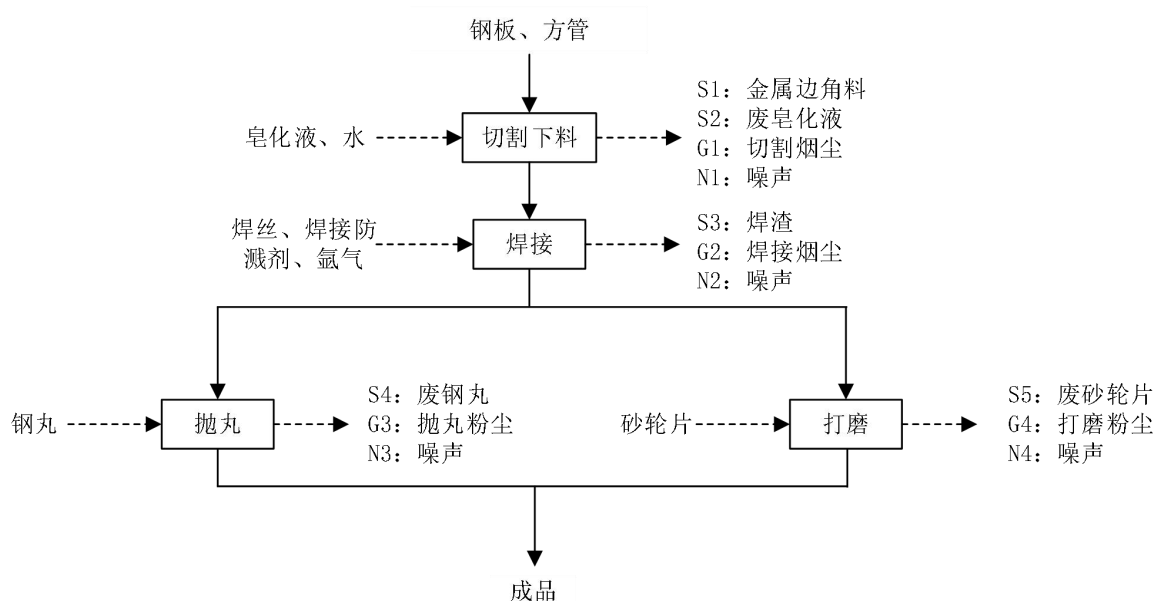 钢板、方管
皂化液、水
切割下料
S1：金属边角料
S2：废皂化液
G1：切割烟尘
N1：噪声
焊丝、焊接防
溅剂、氩气
焊接
S3：焊渣
G2：焊接烟尘
N2：噪声
钢丸
抛丸
S4：废钢丸
G3：抛丸粉尘
N3：噪声
砂轮片
打磨
S5：废砂轮片
G4：打磨粉尘
N4：噪声
成品